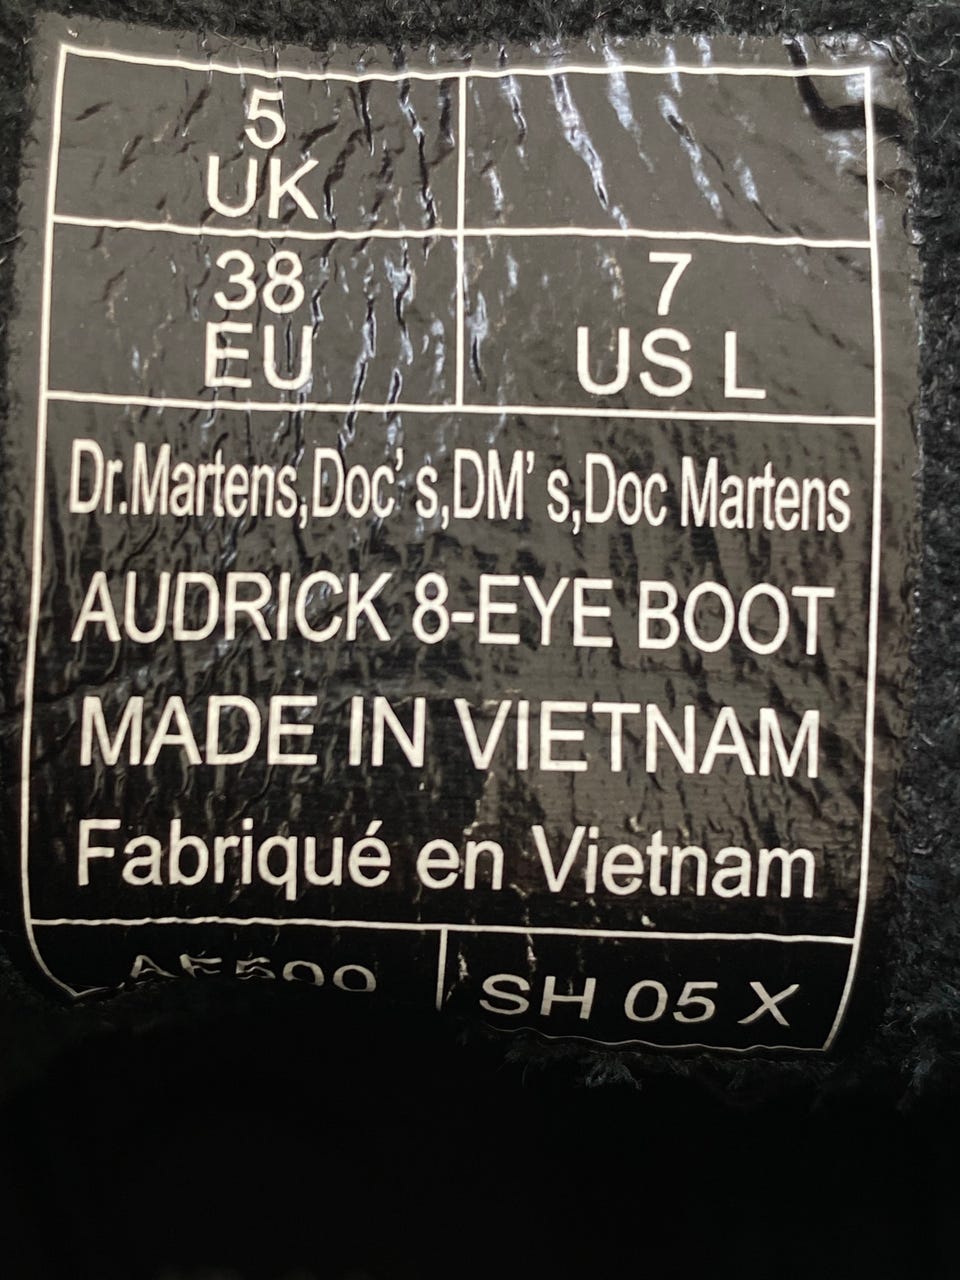 5
UK
38
EU
7
US L
Dr.Martens,Doc's,DM's,Doc Martens
AUDRICK 8-EYE BOOT
MADE IN VIETNAM
Fabriqué en Vietnam
SH 05 X